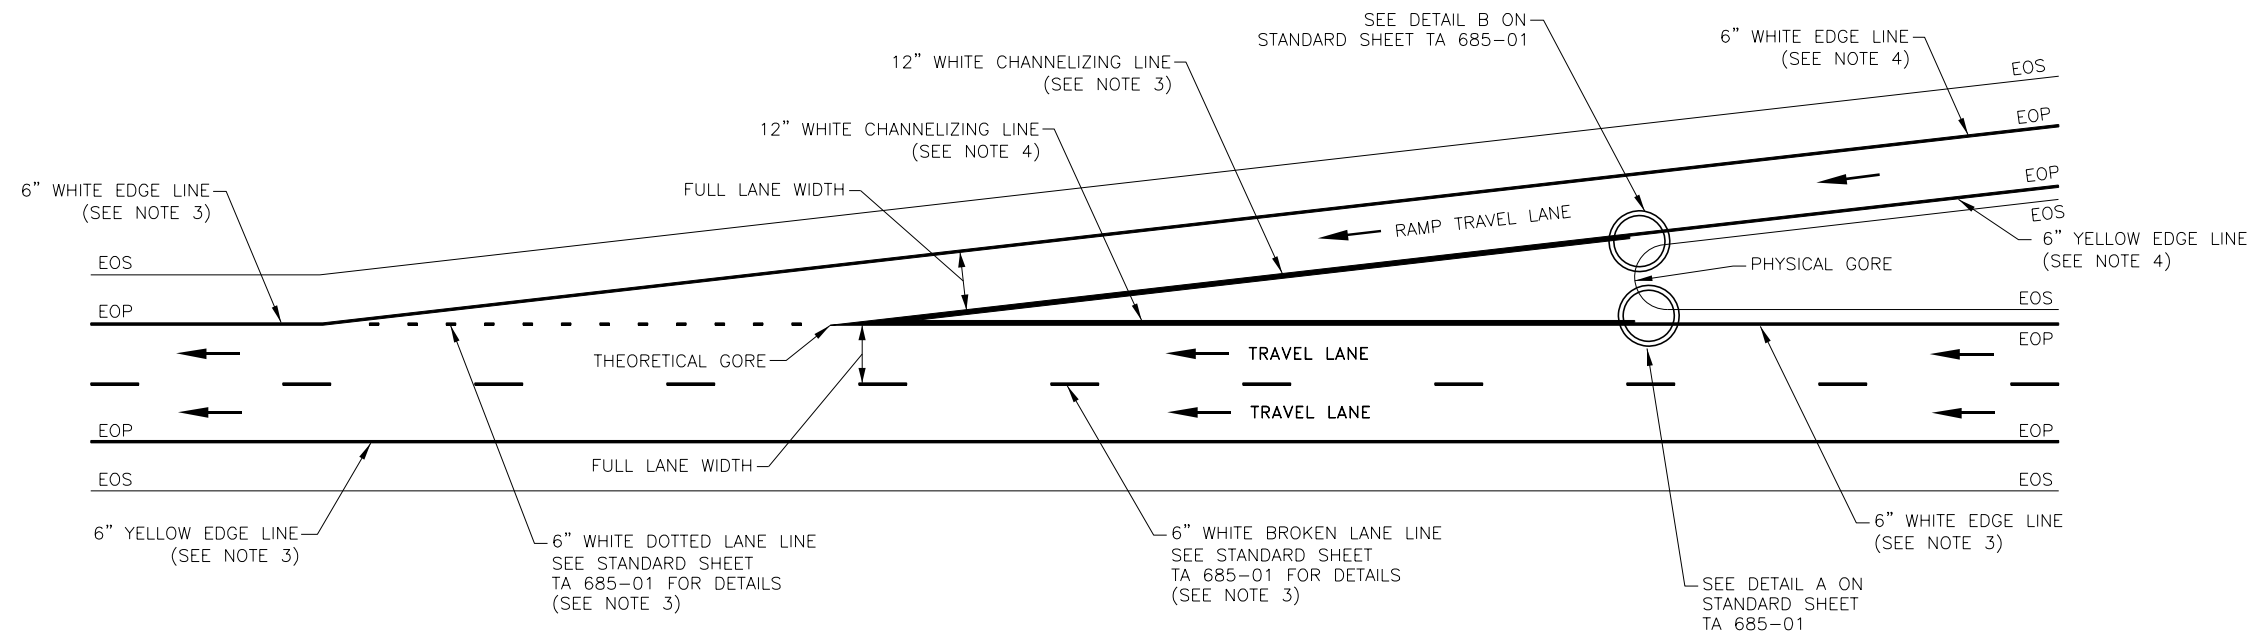 SEE DETAIL B ON
STANDARD SHEET TA 685-01
6” WHITE EDGE LINE
(SEE NOTE 4)
12” WHITE CHANNELIZING LINE
(SEE NOTE 3)
EOS
EOP
12” WHITE CHANNELIZING LINE
(SEE NOTE 4)
6” WHITE EDGE LINE
(SEE NOTE 3)
FULL LANE WIDTH
EOP
RAMP TRAVEL LANE
EOS
6” YELLOW EDGE LINE
(SEE NOTE 4)
EOS
PHYSICAL GORE
EOP
EOS
THEORETICAL GORE
TRAVEL LANE
EOP
TRAVEL LANE
EOP
EOP
FULL LANE WIDTH
EOS
EOS
6” YELLOW EDGE LINE
(SEE NOTE 3)
6” WHITE DOTTED LANE LINE
SEE STANDARD SHEET
TA 685-01 FOR DETAILS
(SEE NOTE 3)
6” WHITE BROKEN LANE LINE
SEE STANDARD SHEET
TA 685-01 FOR DETAILS
(SEE NOTE 3)
6” WHITE EDGE LINE
(SEE NOTE 3)
SEE DETAIL A ON
STANDARD SHEET
TA 685-01